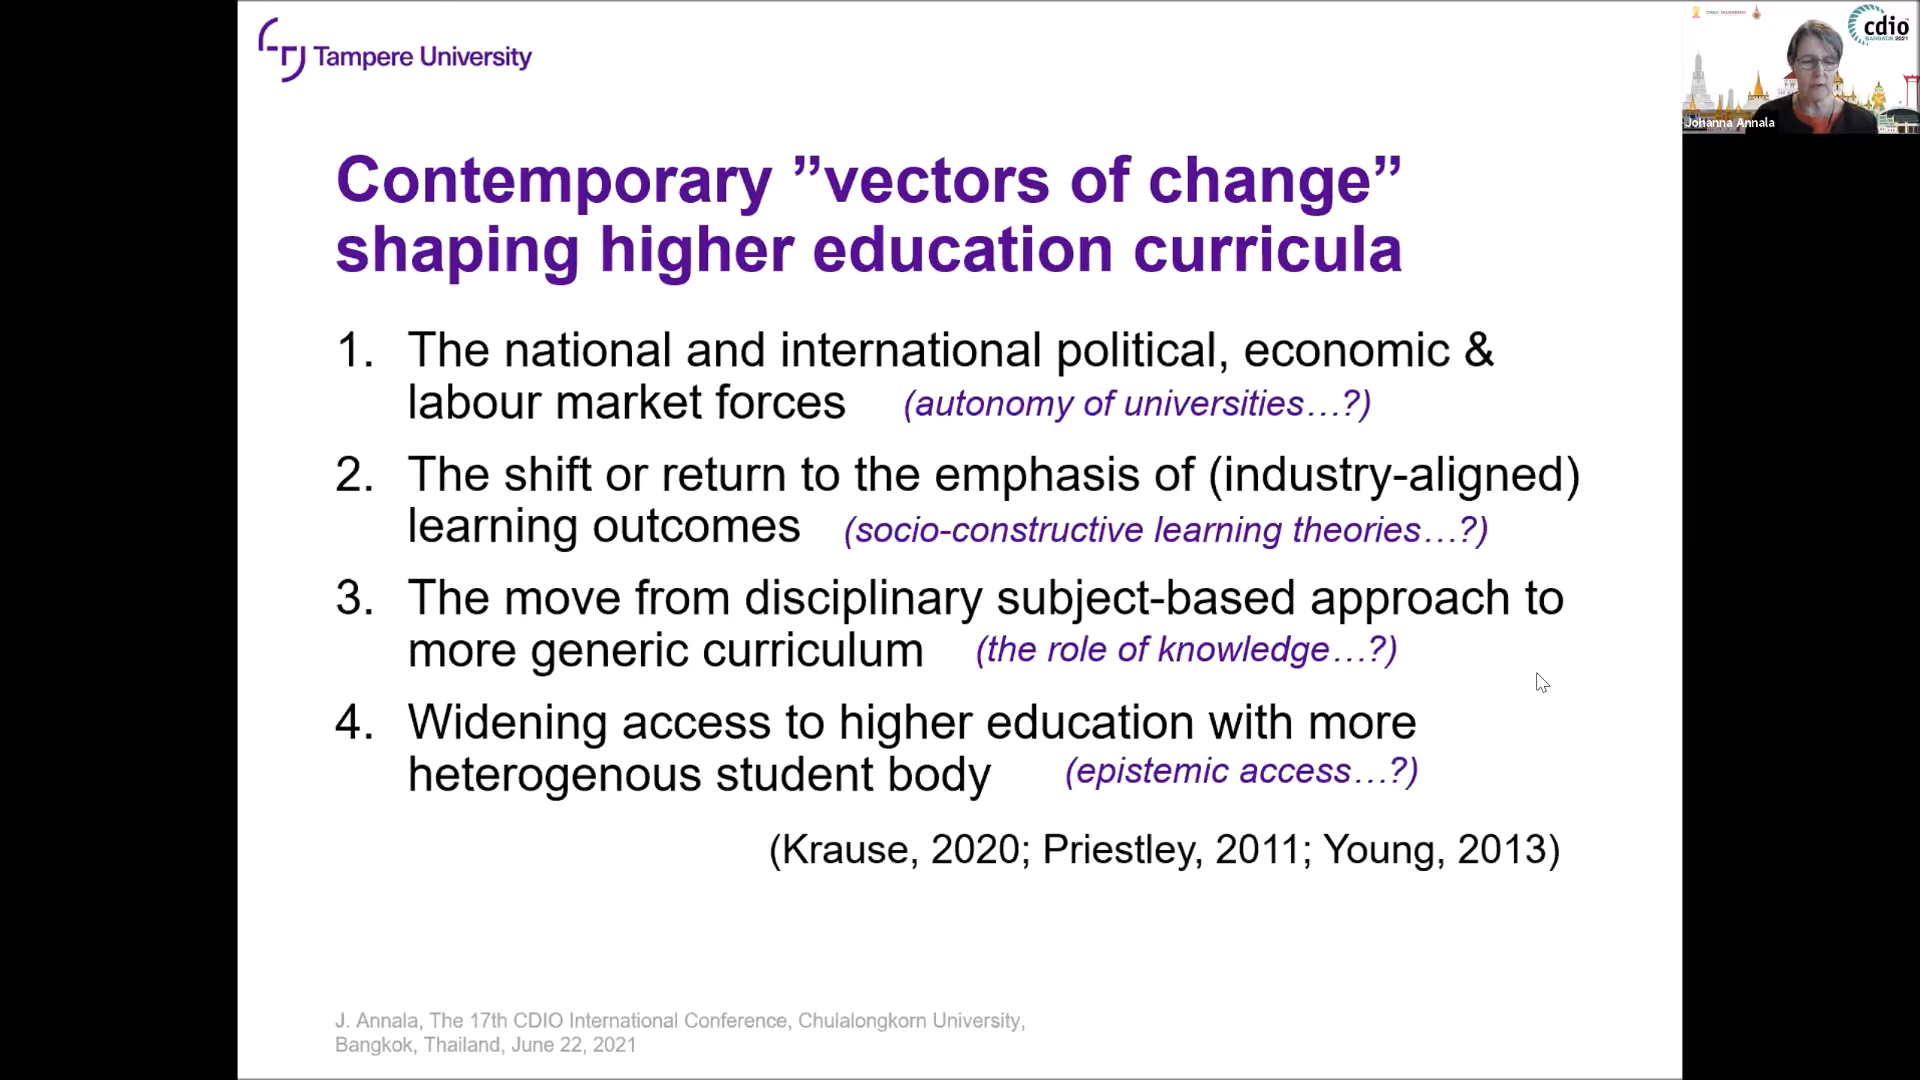 Tampere University
cdio
BANGKOK 2021
Johanna Annala
Contemporary ”vectors of change”
shaping higher education curricula
1. The national and international political, economic &
labour market forces (autonomy of universities…?)
2. The shift or return to the emphasis of (industry-aligned)
learning outcomes (socio-constructive learning theories…?)
3. The move from disciplinary subject-based approach to
more generic curriculum (the role of knowledge…?)
4. Widening access to higher education with more
heterogenous student body (epistemic access…?)
(Krause, 2020; Priestley, 2011; Young, 2013)
J. Annala, The 17th CDIO International Conference, Chulalongkorn University,
Bangkok, Thailand, June 22, 2021